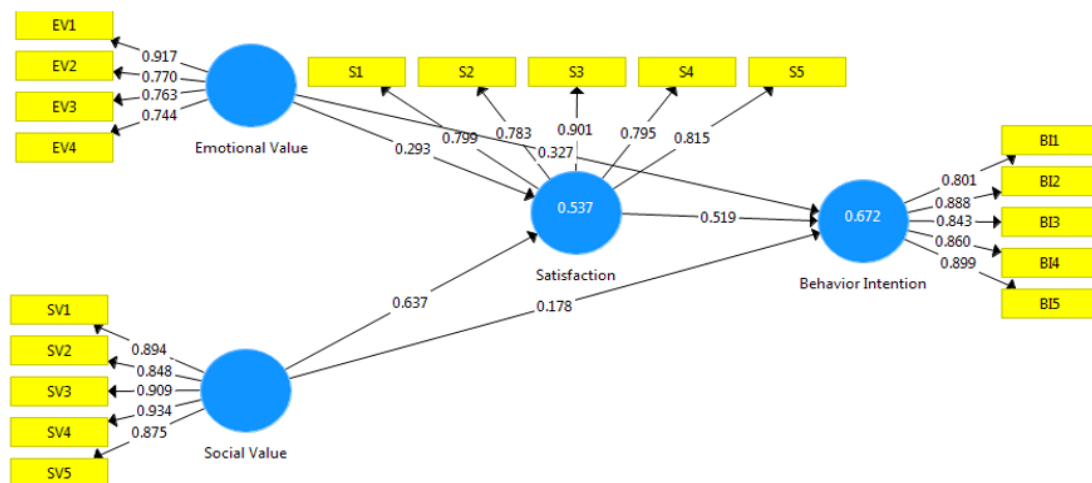 EV1
EV2
EV3
EV4
0.917
0.770
0.763
0.744
Emotional Value
S1
S2
S3
S4
S5
0.799
0.783
0.901
0.795
0.815
0.293
0.327
0.537
Satisfaction
0.519
0.672
Behavior Intention
0.801
0.888
0.843
0.860
0.899
BI1
BI2
BI3
BI4
BI5
0.637
0.178
SV1
SV2
SV3
SV4
SV5
0.894
0.848
0.909
0.934
0.875
Social Value